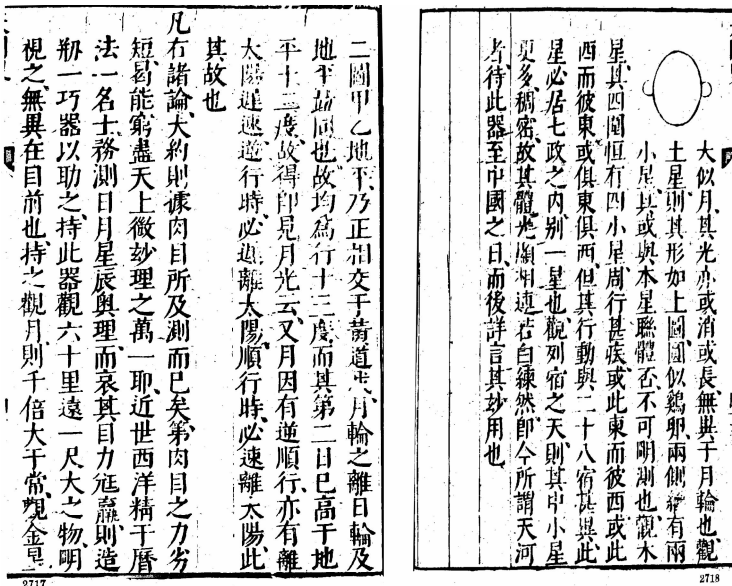 二圖甲乙地平乃正相交于黃道也月輪之離日輪及
地平葢同也故均為行十二度而其第二日已高于地
平十二度故得即見月光云又月因有逆順行亦有離
太陽遲速逆行時必遲離太陽順行時必速離太陽此
其故也
凡右諸論大約則據肉目所及測而已矣第肉目之力劣
短曷能窮盡天上微玅理之萬一耶近世西洋精于曆
法一名士務測日月星辰奧理而哀其目力尫羸則造
刱一巧器以助之持此器觀六十里遠一尺大之物明
視之無異在目前也持之觀月則千倍大于常觀金星
2717
大似月其光亦或消或長無異于月輪也觀
土星則其形如上圖圓似鷄卵兩側繼有兩
小星其或與本星聯體否不可明測也觀木
星其四圍恒有四小星周行甚疾或此東而彼西或此
西而彼東或俱東俱西但其行動與二十八宿甚異此
星必居七政之內別一星也觀列宿之天則其中小星
更多稠密故其體光顯相連若白練然即今所謂天河
者待此器至中國之日而後詳言其玅用也
2718